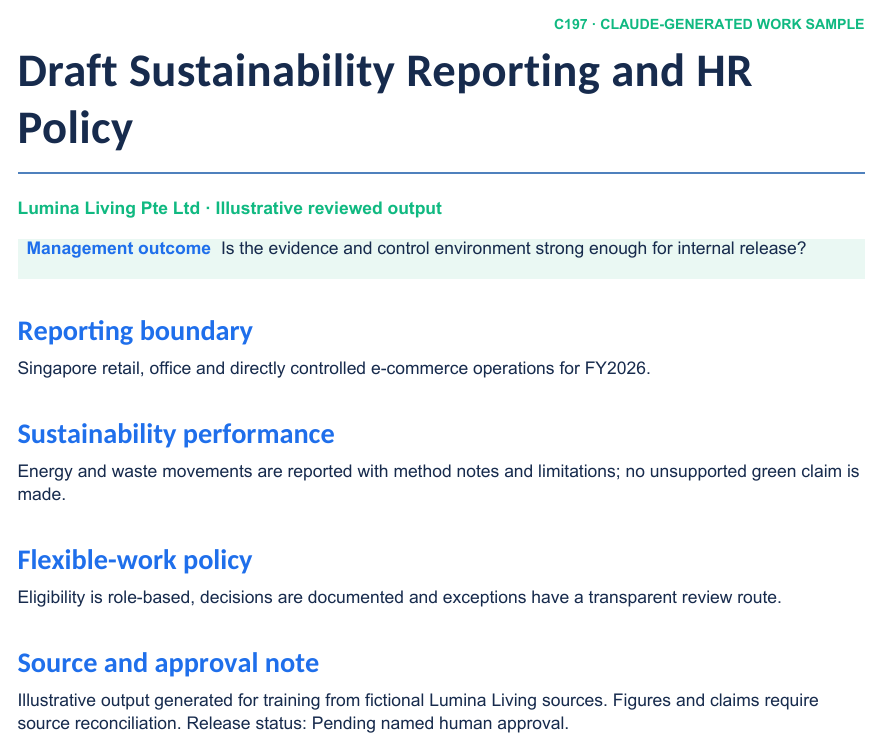 C197 · CLAUDE-GENERATED WORK SAMPLE
Draft Sustainability Reporting and HR
Policy
Lumina Living Pte Ltd · Illustrative reviewed output
Management outcome Is the evidence and control environment strong enough for internal release?
Reporting boundary
Singapore retail, office and directly controlled e-commerce operations for FY2026.
Sustainability performance
Energy and waste movements are reported with method notes and limitations; no unsupported green claim is
made.
Flexible-work policy
Eligibility is role-based, decisions are documented and exceptions have a transparent review route.
Source and approval note
Illustrative output generated for training from fictional Lumina Living sources. Figures and claims require
source reconciliation. Release status: Pending named human approval.